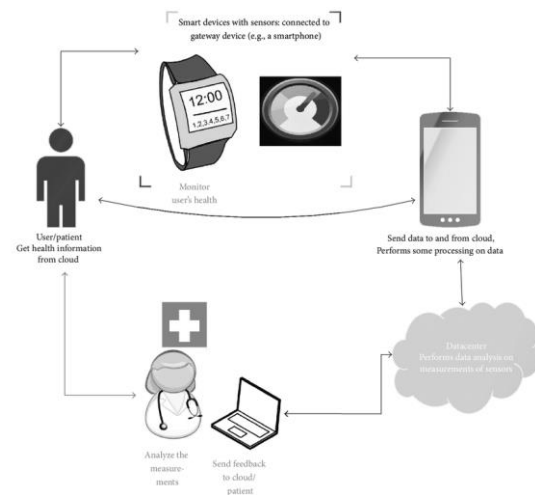 Smart devices with sensors: connected to
gateway device (e.g., a smartphone)
12:00
1,2,3,4,5,6,7
Monitor
user's health
User/patient
Get health information
from cloud
Send data to and from cloud,
Performs some processing on data
Datacenter
Performs data analysis on
measurements of sensors
Analyze the
measure-
ments
Send feedback
to cloud/
patient